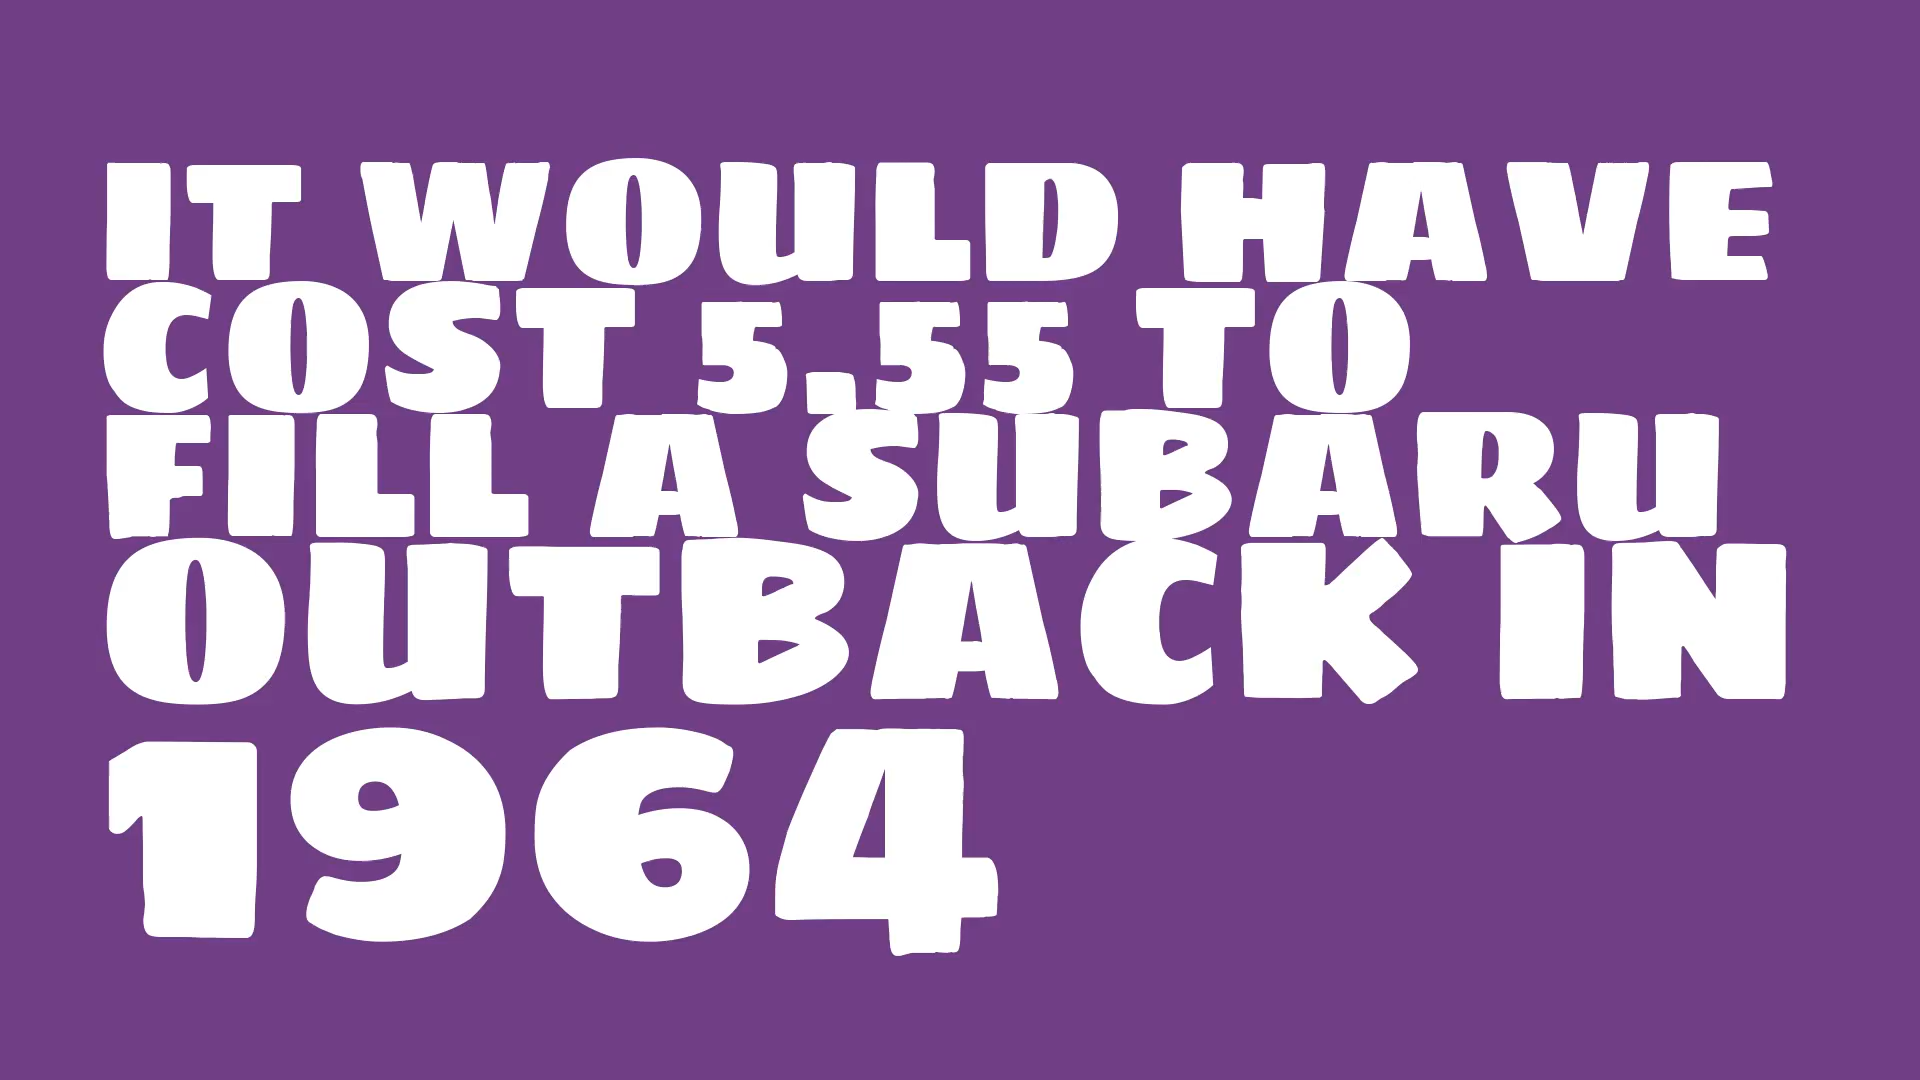 IT WOULD HAVE
COST 5,55 TO
FILL A SUBARU
OUTBACK IN
1964